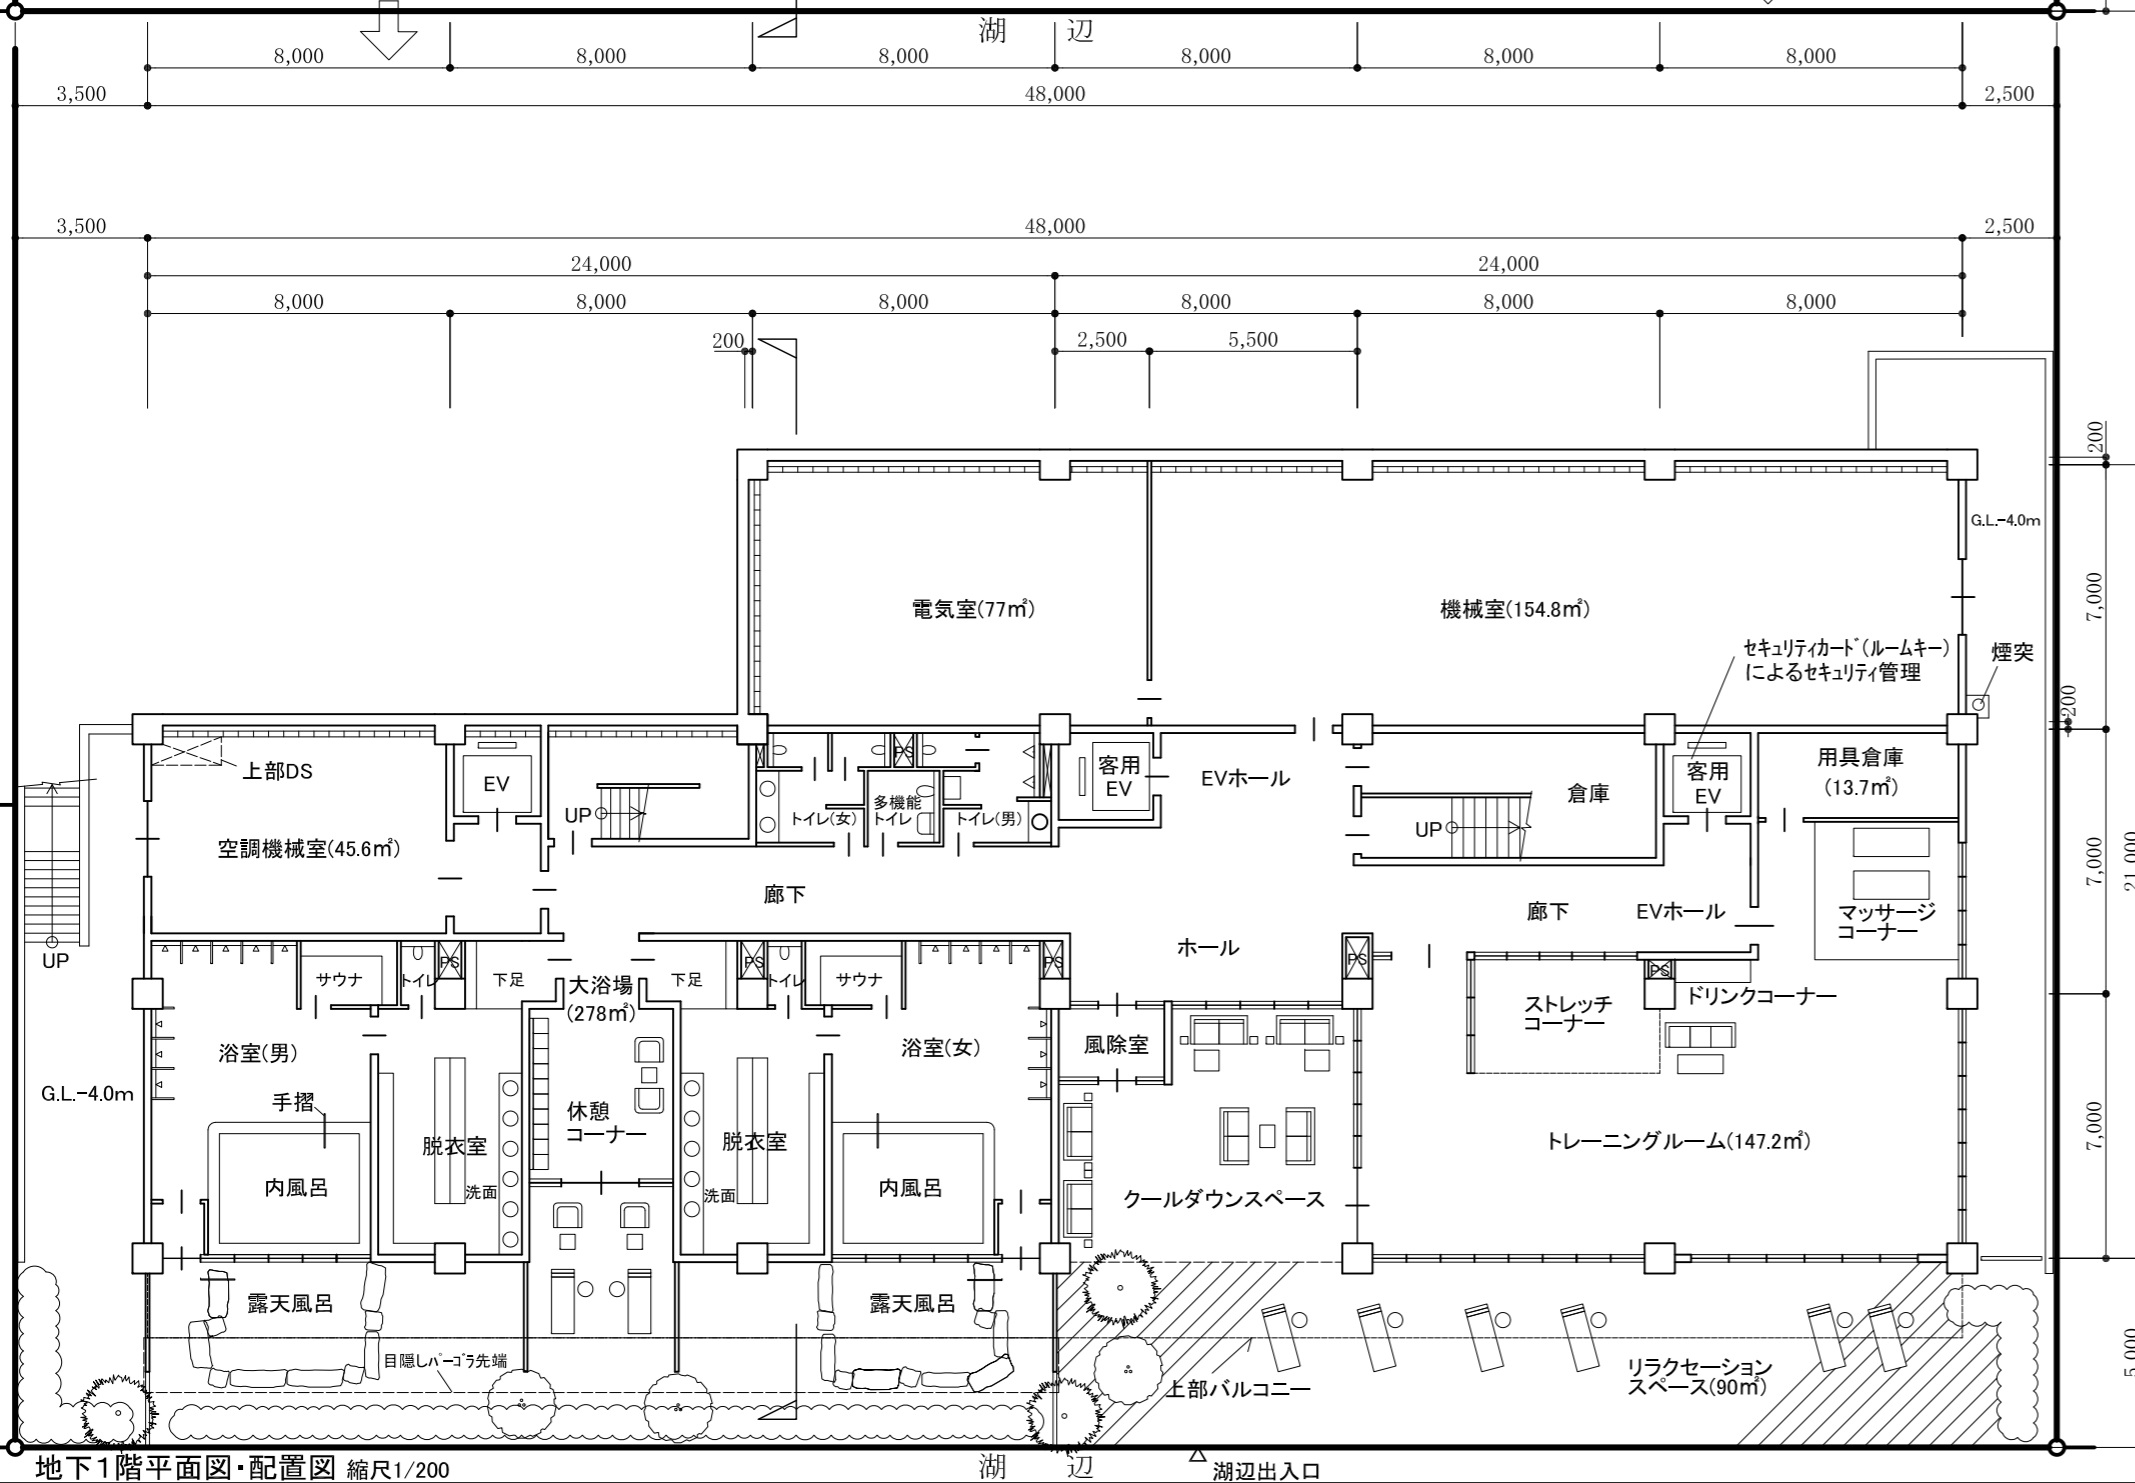 湖 辺
8,000 8,000 8,000 8,000 8,000 8,000
3,500 48,000 2,500
3,500 48,000 2,500
24,000 24,000
8,000 8,000 8,000 8,000 8,000 8,000
200 2,500 5,500
200
G.L.-4.0m
電気室(77㎡)
機械室(154.8㎡)
7,000
セキュリティカード(ルームキー)
によるセキュリティ管理
煙突
200
上部DS
EV
UP
PS
トイレ(女)
多機能
トイレ
トイレ(男)
客用
EV
EVホール
倉庫
UP
客用
EV
用具倉庫
(13.7㎡)
空調機械室(45.6㎡)
廊下
廊下
EVホール
マッサージ
コーナー
7,000
21,000
UP
ホール
サウナ
トイレ
PS
下足
大浴場
(278㎡)
下足
PS
トイレ
サウナ
PS
PS
PS
ストレッチ
コーナー
ドリンクコーナー
浴室(男)
浴室(女)
風除室
G.L.-4.0m
手摺
休憩
コーナー
脱衣室
脱衣室
トレーニングルーム(147.2㎡)
7,000
内風呂
洗面
洗面
内風呂
クールダウンスペース
露天風呂
露天風呂
目隠しパーゴラ先端
上部バルコニー
リラクセーション
スペース(90㎡)
5,000
地下1階平面図・配置図 縮尺1/200
湖 辺
湖辺出入口